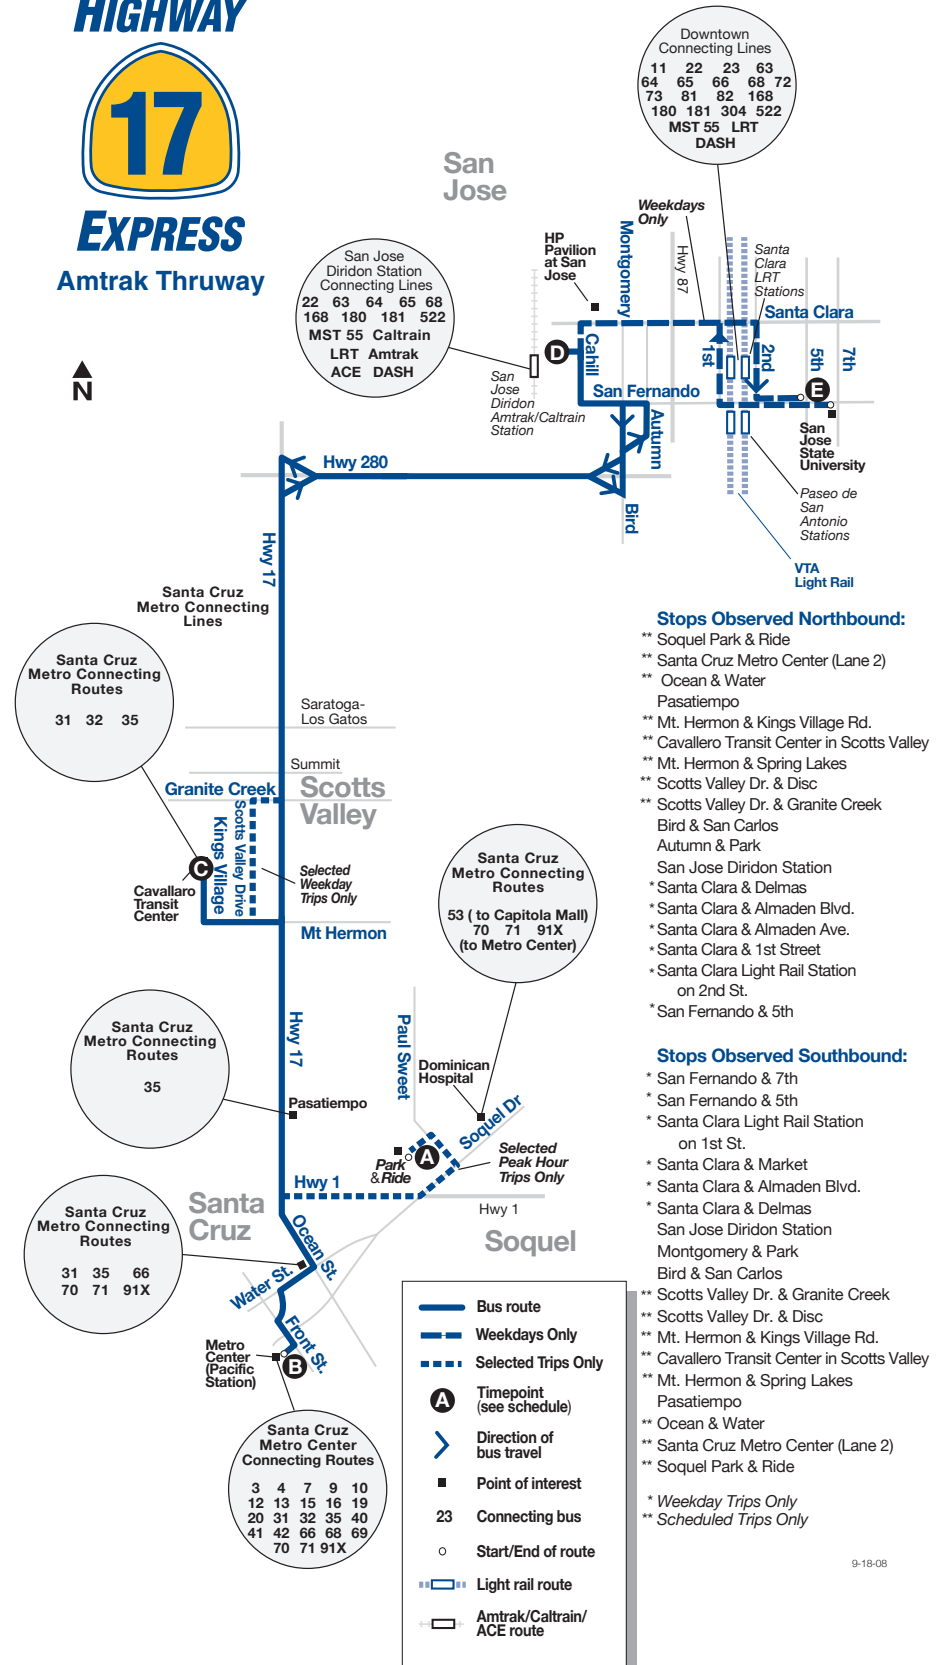 HIGHWAY
17
EXPRESS
Amtrak Thruway
N
San
Jose
Downtown
Connecting Lines
11 22 23 63
64 65 66 68 72
73 81 82 168
180 181 304 522
MST 55 LRT
DASH
San Jose
Diridon Station
Connecting Lines
22 63 64 65 68
168 180 181 522
MST 55 Caltrain
LRT Amtrak
ACE DASH
Weekdays
Only
HP
Pavilion
at San
Jose
Montgomery
Hwy 87
Santa
Clara
LRT
Stations
Santa Clara
D
Cahill
1st
2nd
5th
7th
E
San Fernando
Autumn
San
Jose
Diridon
Amtrak/Caltrain
Station
San
Jose
State
University
Hwy 280
Bird
Paseo de
San
Antonio
Stations
VTA
Light Rail
Hwy 17
Santa Cruz
Metro Connecting
Lines
Santa Cruz
Metro Connecting
Routes
31 32 35
Saratoga-
Los Gatos
Summit
Granite Creek
Scotts
Valley
Scotts Valley Drive
Kings Village
C
Cavallaro
Transit
Center
Selected
Weekday
Trips Only
Mt Hermon
Santa Cruz
Metro Connecting
Routes
53 ( to Capitola Mall)
70 71 91X
(to Metro Center)
Santa Cruz
Metro Connecting
Routes
35
Hwy 17
Pasatiempo
Paul Sweet
Dominican
Hospital
Soquel Dr
A
Park
& Ride
Selected
Peak Hour
Trips Only
Hwy 1
Hwy 1
Santa
Cruz
Soquel
Santa Cruz
Metro Connecting
Routes
31 35 66
70 71 91X
Ocean St.
Water St.
Front St.
Metro
Center
(Pacific
Station)
B
Santa Cruz
Metro Center
Connecting Routes
3 4 7 9 10
12 13 15 16 19
20 31 32 35 40
41 42 66 68 69
70 71 91X
Bus route
Weekdays Only
Selected Trips Only
A Timepoint
(see schedule)
Direction of
bus travel
Point of interest
23 Connecting bus
Start/End of route
Light rail route
Amtrak/Caltrain/
ACE route
Stops Observed Northbound:
** Soquel Park & Ride
** Santa Cruz Metro Center (Lane 2)
** Ocean & Water
Pasatiempo
** Mt. Hermon & Kings Village Rd.
** Cavallero Transit Center in Scotts Valley
** Mt. Hermon & Spring Lakes
** Scotts Valley Dr. & Disc
** Scotts Valley Dr. & Granite Creek
Bird & San Carlos
Autumn & Park
San Jose Diridon Station
* Santa Clara & Delmas
* Santa Clara & Almaden Blvd.
* Santa Clara & Almaden Ave.
* Santa Clara & 1st Street
* Santa Clara Light Rail Station
on 2nd St.
* San Fernando & 5th
Stops Observed Southbound:
* San Fernando & 7th
* San Fernando & 5th
* Santa Clara Light Rail Station
on 1st St.
* Santa Clara & Market
* Santa Clara & Almaden Blvd.
* Santa Clara & Delmas
San Jose Diridon Station
Montgomery & Park
Bird & San Carlos
** Scotts Valley Dr. & Granite Creek
** Scotts Valley Dr. & Disc
** Mt. Hermon & Kings Village Rd.
** Cavallero Transit Center in Scotts Valley
** Mt. Hermon & Spring Lakes
Pasatiempo
** Ocean & Water
** Santa Cruz Metro Center (Lane 2)
** Soquel Park & Ride
* Weekday Trips Only
** Scheduled Trips Only
9-18-08